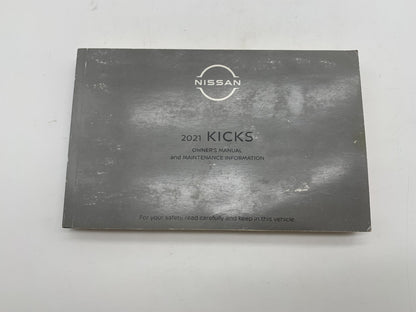 NISSAN
2021 KICKS
OWNER'S MANUAL
and MAINTENANCE INFORMATION
For your safety, read carefully and keep in this vehicle.